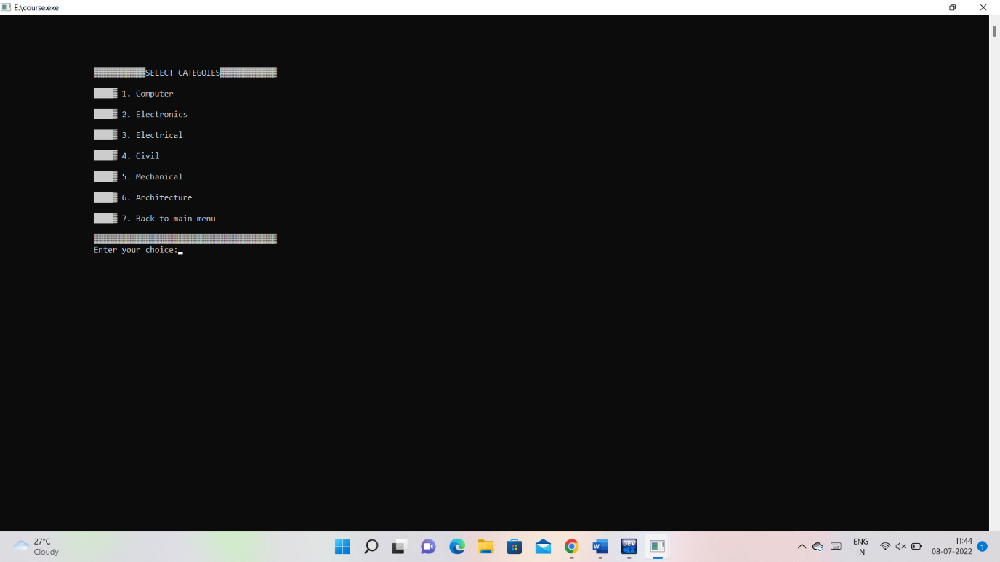 E:\course.exe
SELECT CATEGOIES
1. Computer
2. Electronics
3. Electrical
4. Civil
5. Mechanical
6. Architecture
7. Back to main menu
Enter your choice:
27°C
Cloudy
W
DEV
C++
ENG
IN
11:44
08-07-2022
1